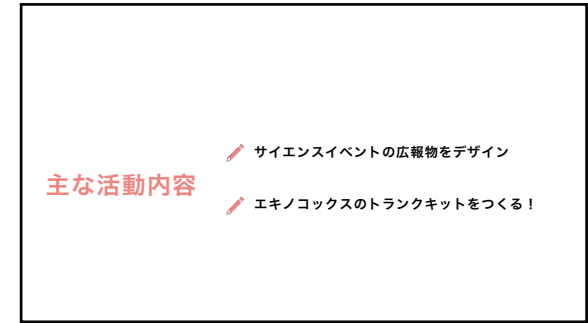 主な活動内容
サイエンスイベントの広報物をデザイン
エキノコックスのトランクキットをつくる！